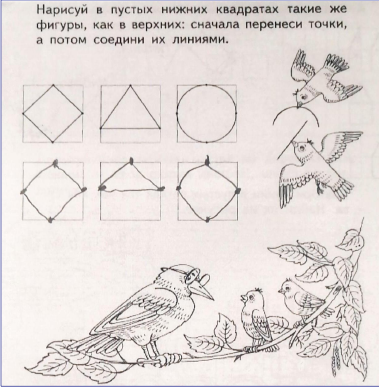 Нарисуй в пустых нижних квадратах такие же
фигуры, как в верхних: сначала перенеси точки,
а потом соедини их линиями.